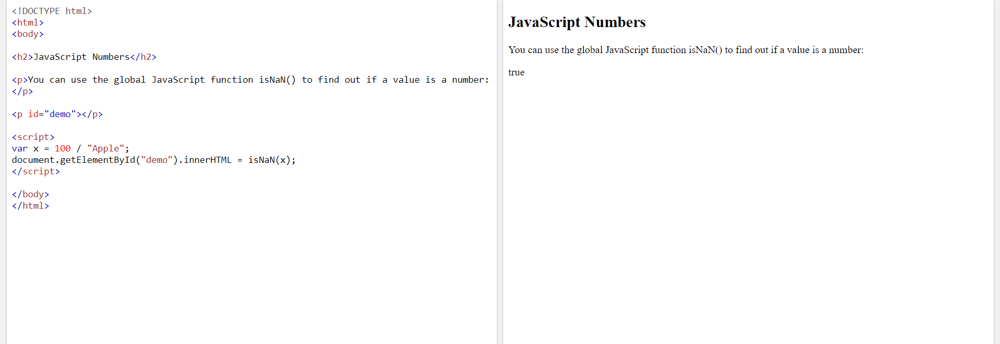 <!DOCTYPE html>
<html>
<body>
<h2>JavaScript Numbers</h2>
<p>You can use the global JavaScript function isNaN() to find out if a value is a number:
</p>
<p id="demo"></p>
<script>
var x = 100 / "Apple";
document.getElementById("demo").innerHTML = isNaN(x);
</script>
</body>
</html>
JavaScript Numbers
You can use the global JavaScript function isNaN() to find out if a value is a number:
true